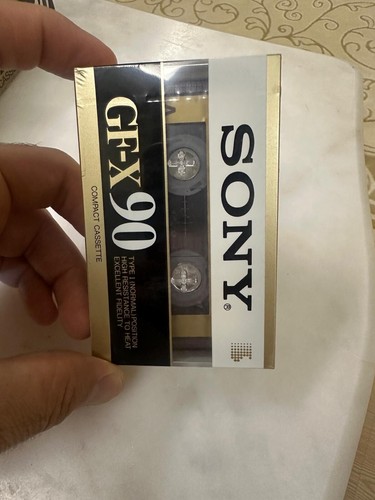 SONY®
GF-X 90
TYPE I (NORMAL) POSITION
HIGH RESISTANCE TO HEAT
EXCELLENT FIDELITY
COMPACT CASSETTE